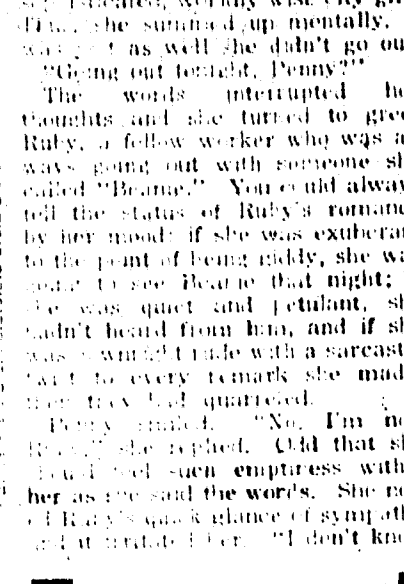 she summed up mentally.
as well she didn't go ou
"Going out tonight, Penny?"
The words interrupted he
thoughts and she turned to gree
Ruby, a fellow worker who was a
ways going out with someone sh
called "Beanie." You could alway
tell the status of Ruby's romanc
by her mood: if she was exuberan
to the point of being giddy, she wa
going to see Beanie that night;
she was quiet and petulant, sh
hadn't heard from him, and if sh
was downright rude with a sarcast
twist to every remark she mad
then they had quarreled.
Penny smiled. "No, I'm no
Ruby," she replied. Odd that sh
should feel such emptiness with
her as she said the words. She no
ed Ruby's quick glance of sympath
and it irritated her. "I don't kno